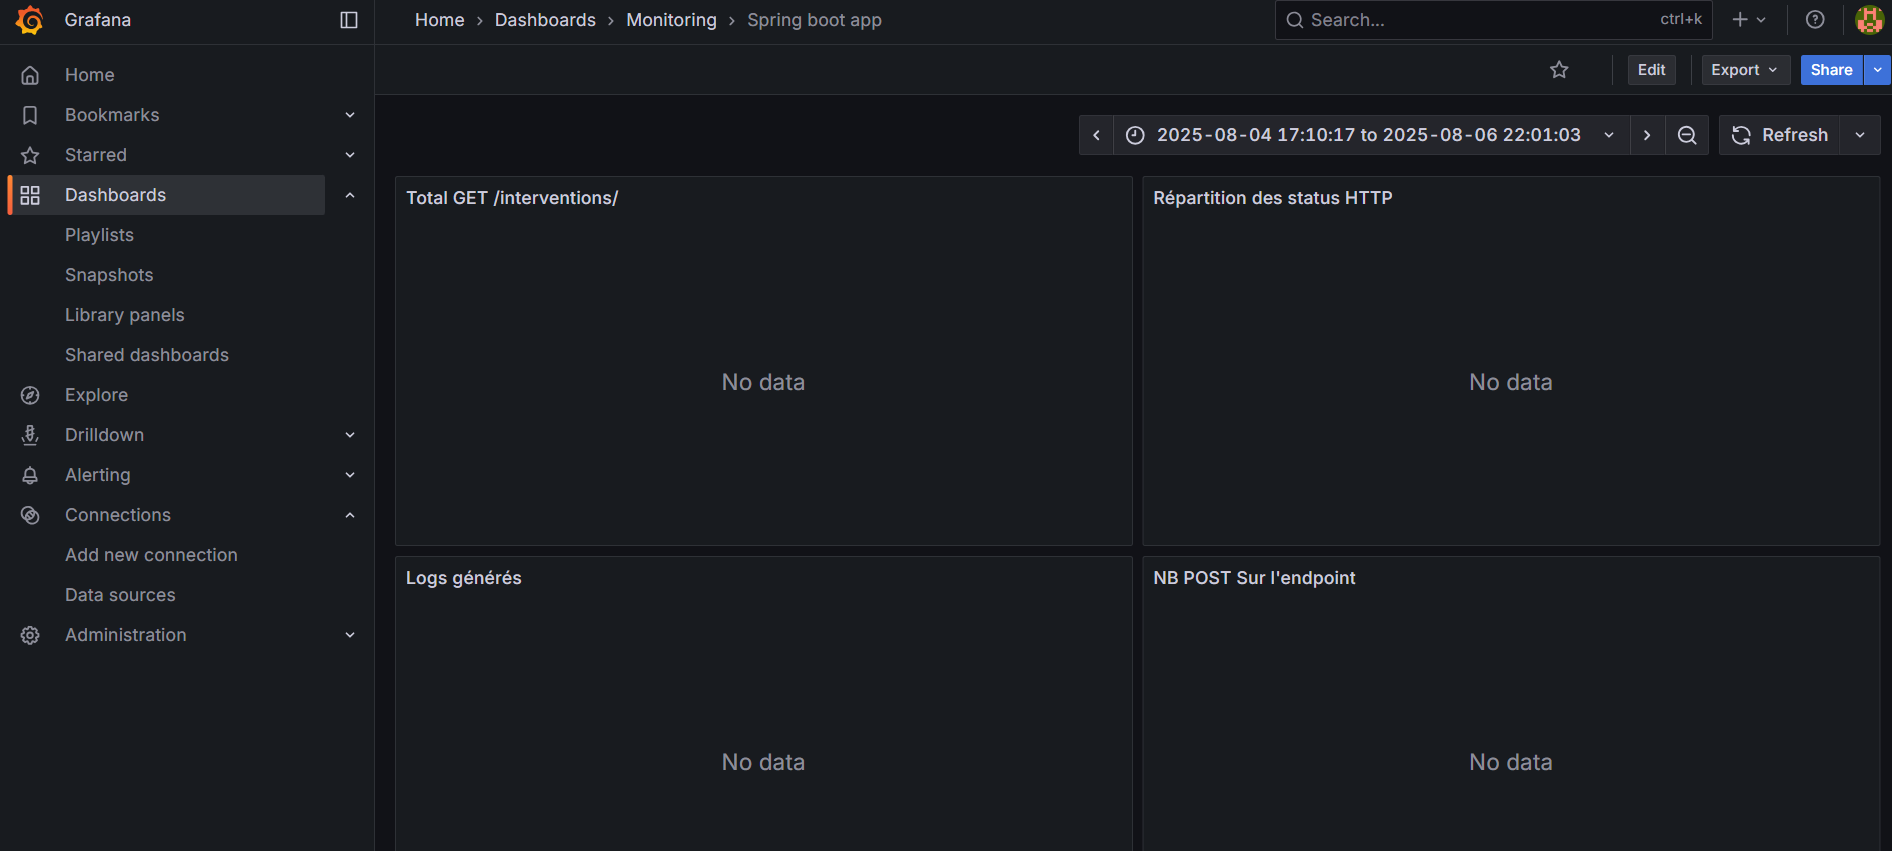 Grafana
Home › Dashboards › Monitoring › Spring boot app
Search...
ctrl+k
Home
Bookmarks
Starred
Dashboards
Playlists
Snapshots
Library panels
Shared dashboards
Explore
Drilldown
Alerting
Connections
Add new connection
Data sources
Administration
Edit
Export
Share
2025-08-04 17:10:17 to 2025-08-06 22:01:03
Refresh
Total GET /interventions/
No data
Répartition des status HTTP
No data
Logs générés
No data
NB POST Sur l'endpoint
No data